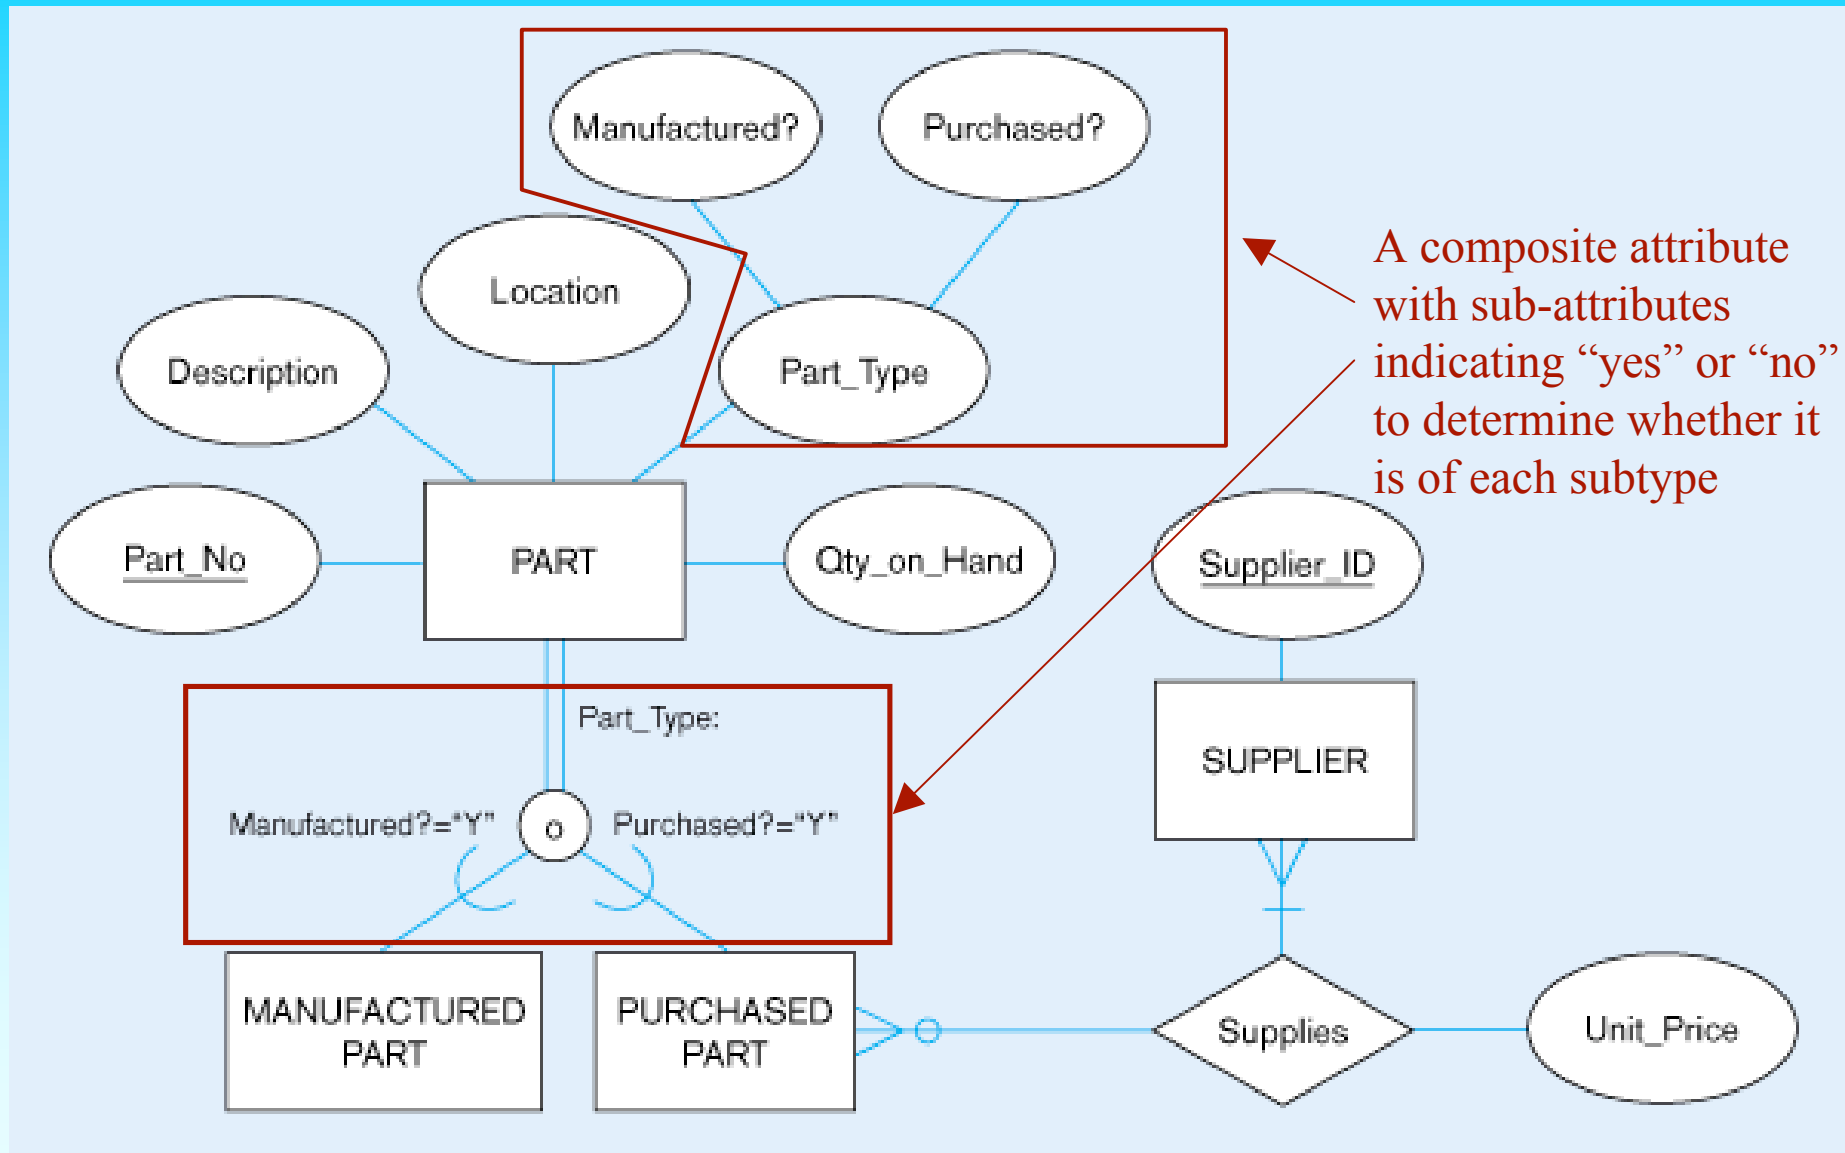 Manufactured?
Purchased?
Location
Description
Part_Type
A composite attribute
with sub-attributes
indicating “yes” or “no”
to determine whether it
is of each subtype
Part_No
PART
Qty_on_Hand
Supplier_ID
Part_Type:
SUPPLIER
Manufactured?=“Y”
o
Purchased?=“Y”
MANUFACTURED
PART
PURCHASED
PART
Supplies
Unit_Price